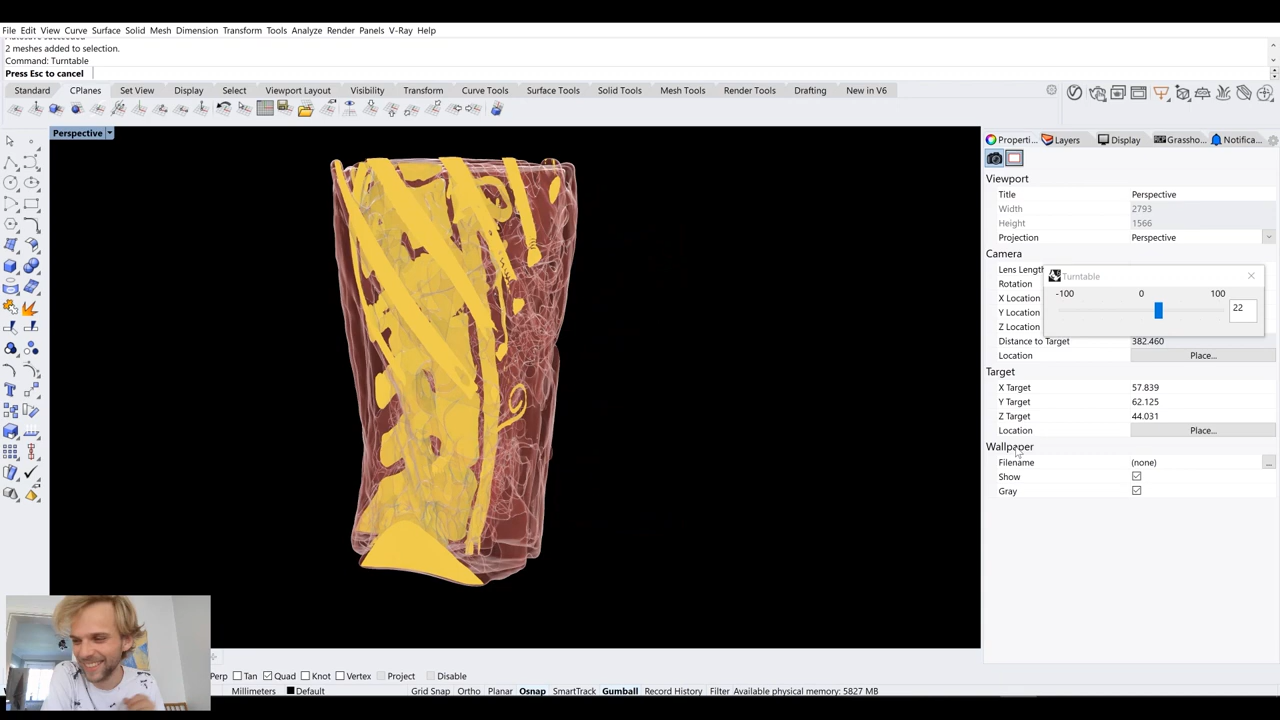 File Edit View Curve Surface Solid Mesh Dimension Transform Tools Analyze Render Panels V-Ray Help
2 meshes added to selection.
Command: Turntable
Press Esc to cancel
Standard CPlanes Set View Display Select Viewport Layout Visibility Transform Curve Tools Surface Tools Solid Tools Mesh Tools Render Tools Drafting New in V6
Perspective
Properti... Layers Display Grassho... Notifica...
Viewport
Title Perspective
Width 2793
Height 1566
Projection Perspective
Camera
Lens Length
Rotation
X Location
Y Location
Z Location
Turntable
-100 0 100
22
Distance to Target 382.460
Location Place...
Target
X Target 57.839
Y Target 62.125
Z Target 44.031
Location Place...
Wallpaper
Filename (none) ...
Show
Gray
Perp Tan Quad Knot Vertex Project Disable
Millimeters Default Grid Snap Ortho Planar Osnap SmartTrack Gumball Record History Filter Available physical memory: 5827 MB